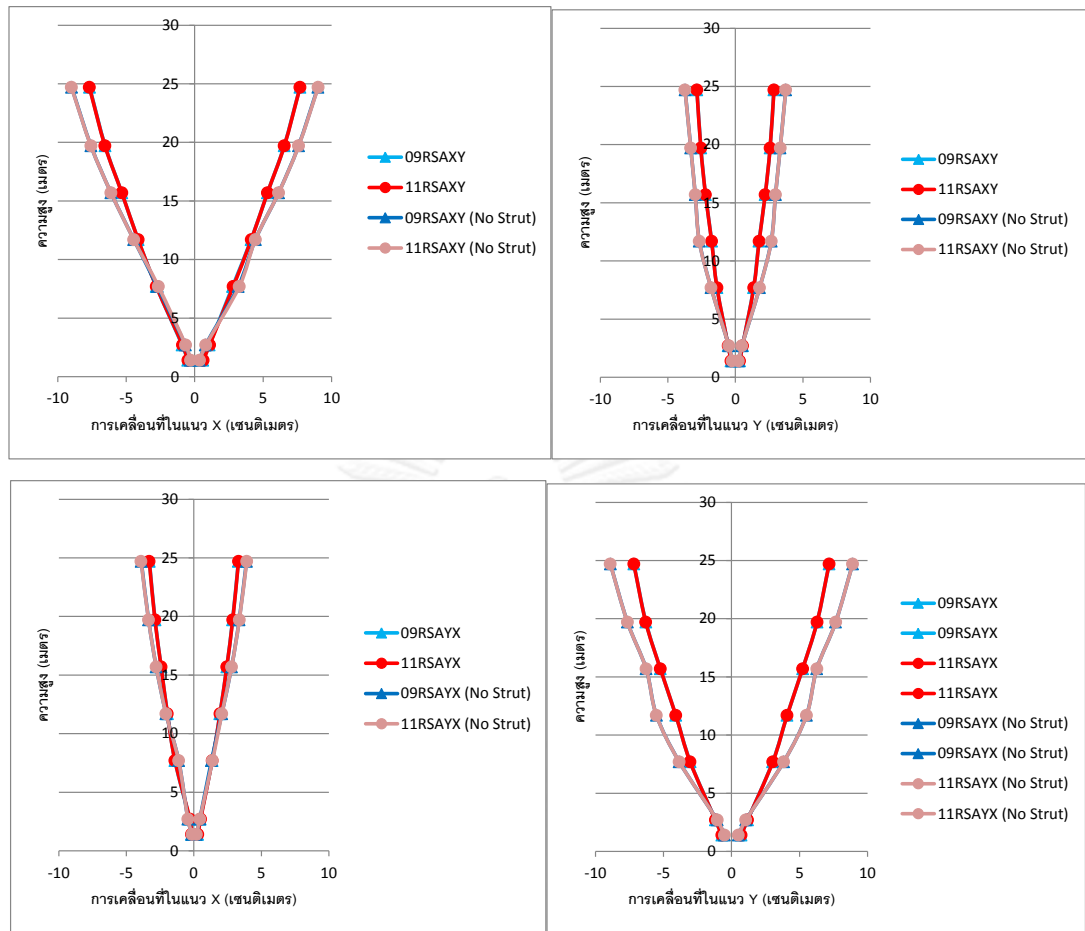 30
25
20
15
10
5
0
-10 -5 0 5 10
ความสูง (เมตร)
การเคลื่อนที่ในแนว X (เซนติเมตร)
09RSAXY
11RSAXY
09RSAXY (No Strut)
11RSAXY (No Strut)
30
25
20
15
10
5
0
-10 -5 0 5 10
ความสูง (เมตร)
การเคลื่อนที่ในแนว Y (เซนติเมตร)
09RSAXY
11RSAXY
09RSAXY (No Strut)
11RSAXY (No Strut)
30
25
20
15
10
5
0
-10 -5 0 5 10
ความสูง (เมตร)
การเคลื่อนที่ในแนว X (เซนติเมตร)
09RSAYX
11RSAYX
09RSAYX (No Strut)
11RSAYX (No Strut)
30
25
20
15
10
5
0
-10 -5 0 5 10
ความสูง (เมตร)
การเคลื่อนที่ในแนว Y (เซนติเมตร)
09RSAYX
09RSAYX
11RSAYX
11RSAYX
09RSAYX (No Strut)
09RSAYX (No Strut)
11RSAYX (No Strut)
11RSAYX (No Strut)